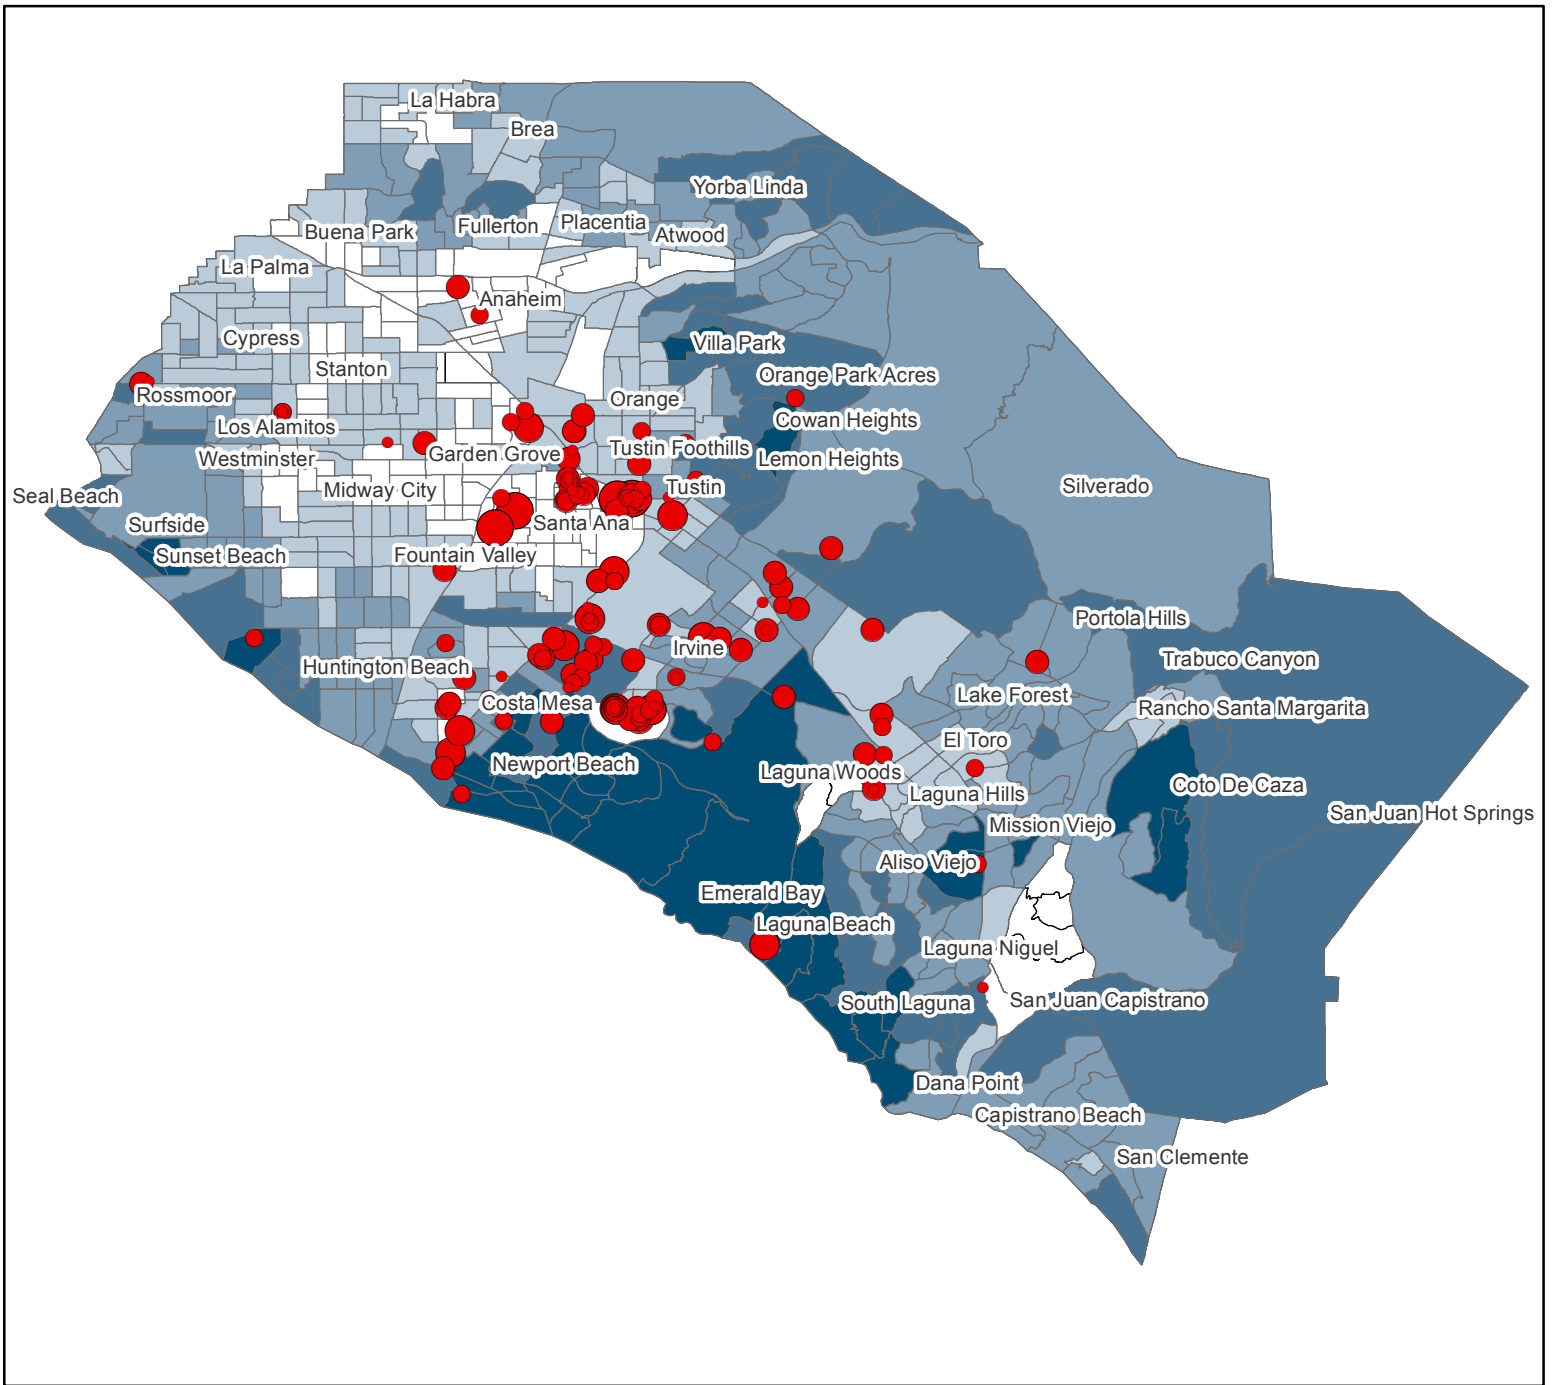 La Habra
Brea
Yorba Linda
Placentia
Fullerton
Buena Park
Atwood
La Palma
Anaheim
Cypress
Villa Park
Stanton
Orange Park Acres
Rossmoor
Orange
Cowan Heights
Los Alamitos
Tustin Foothills
Garden Grove
Westminster
Lemon Heights
Silverado
Tustin
Midway City
Seal Beach
Santa Ana
Surfside
Sunset Beach
Fountain Valley
Portola Hills
Irvine
Trabuco Canyon
Huntington Beach
Lake Forest
Costa Mesa
Rancho Santa Margarita
El Toro
Newport Beach
Laguna Woods
Coto De Caza
Laguna Hills
San Juan Hot Springs
Mission Viejo
Aliso Viejo
Emerald Bay
Laguna Beach
Laguna Niguel
South Laguna
San Juan Capistrano
Dana Point
Capistrano Beach
San Clemente